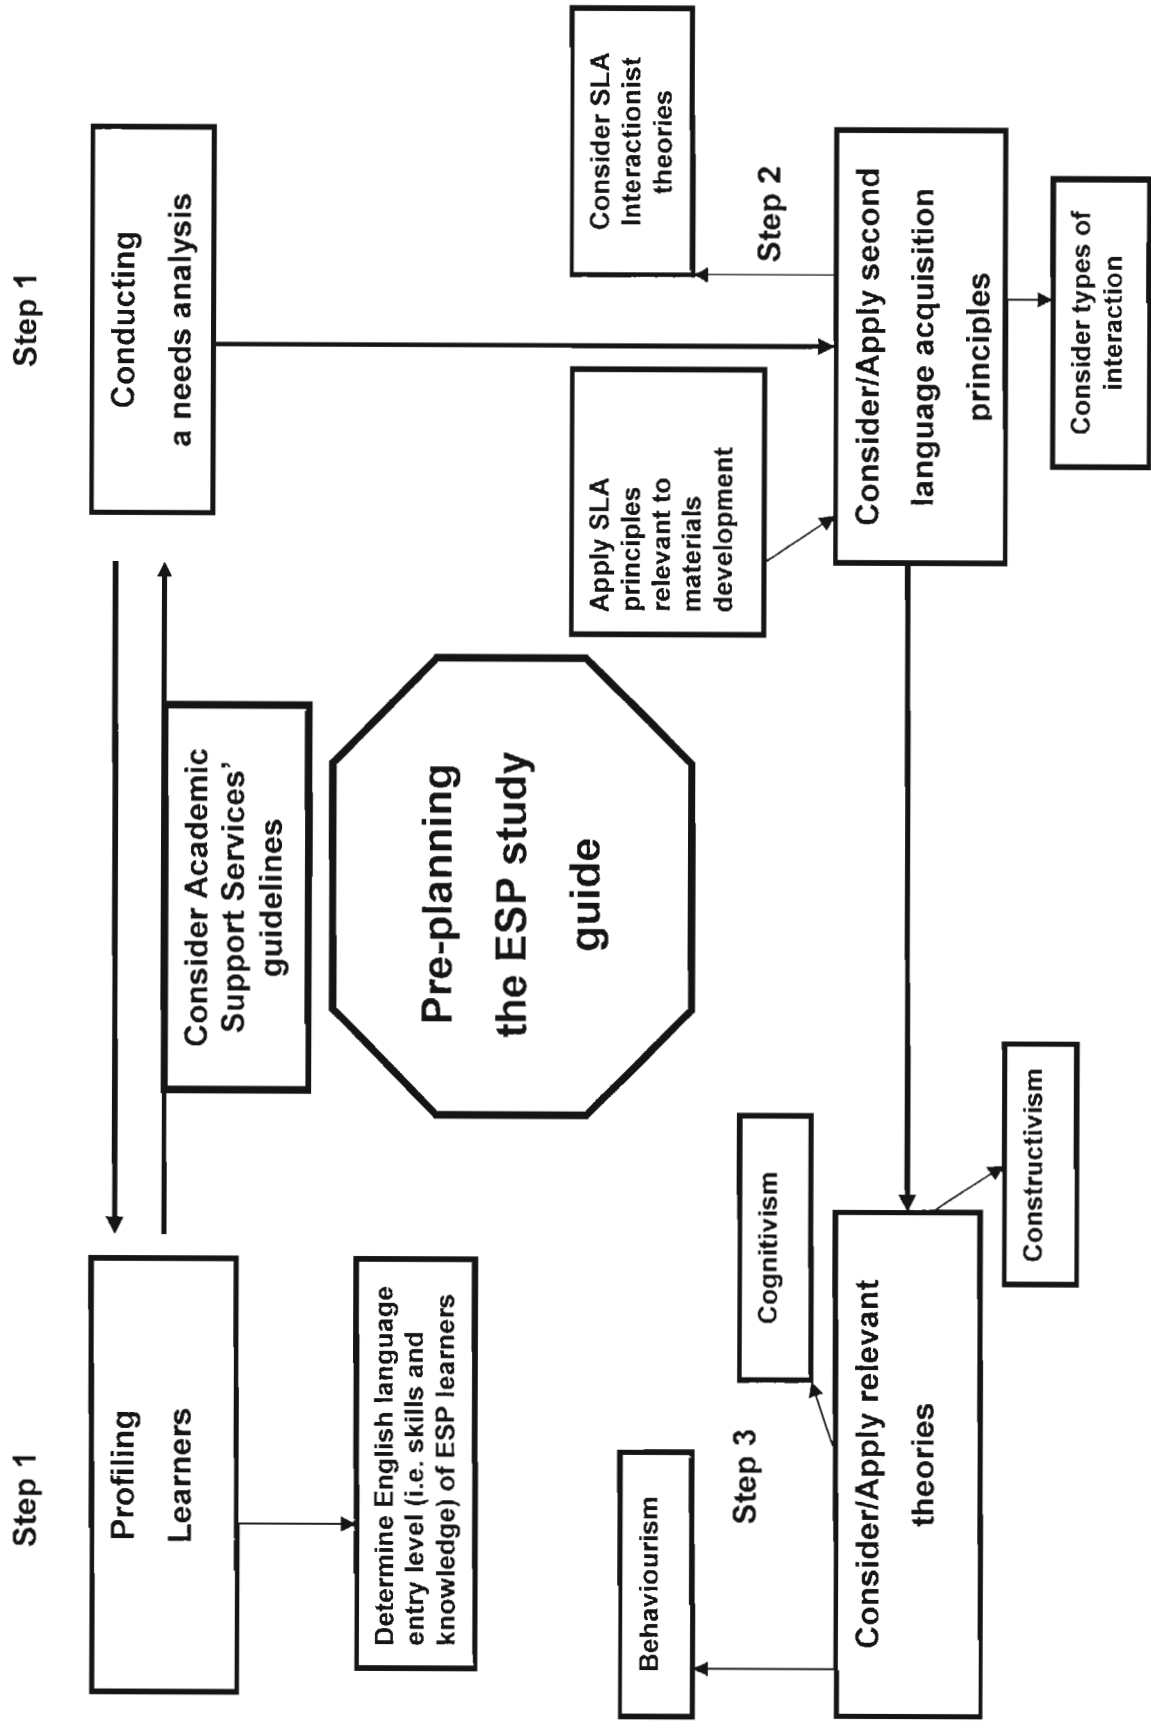 Step 1
Step 1
Profiling
Learners
Conducting
a needs analysis
Consider Academic
Support Services’
guidelines
Determine English language
entry level (i.e. skills and
knowledge) of ESP learners
Pre-planning
the ESP study
guide
Apply SLA
principles
relevant to
materials
development
Consider SLA
Interactionist
theories
Behaviourism
Cognitivism
Step 3
Step 2
Consider/Apply relevant
theories
Consider/Apply second
language acquisition
principles
Constructivism
Consider types of
interaction